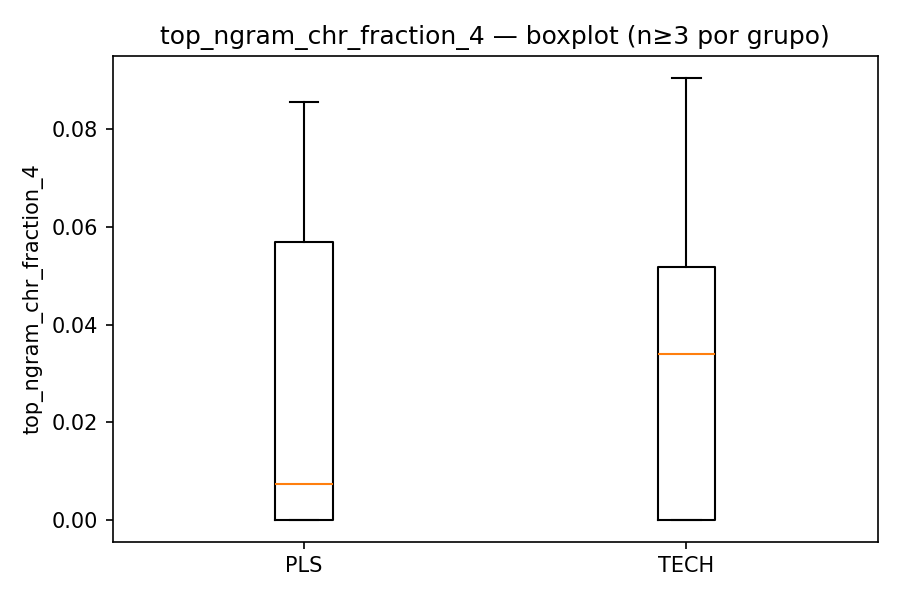 top_ngram_chr_fraction_4 — boxplot (n≥3 por grupo)
top_ngram_chr_fraction_4
0.08
0.06
0.04
0.02
0.00
PLS
TECH